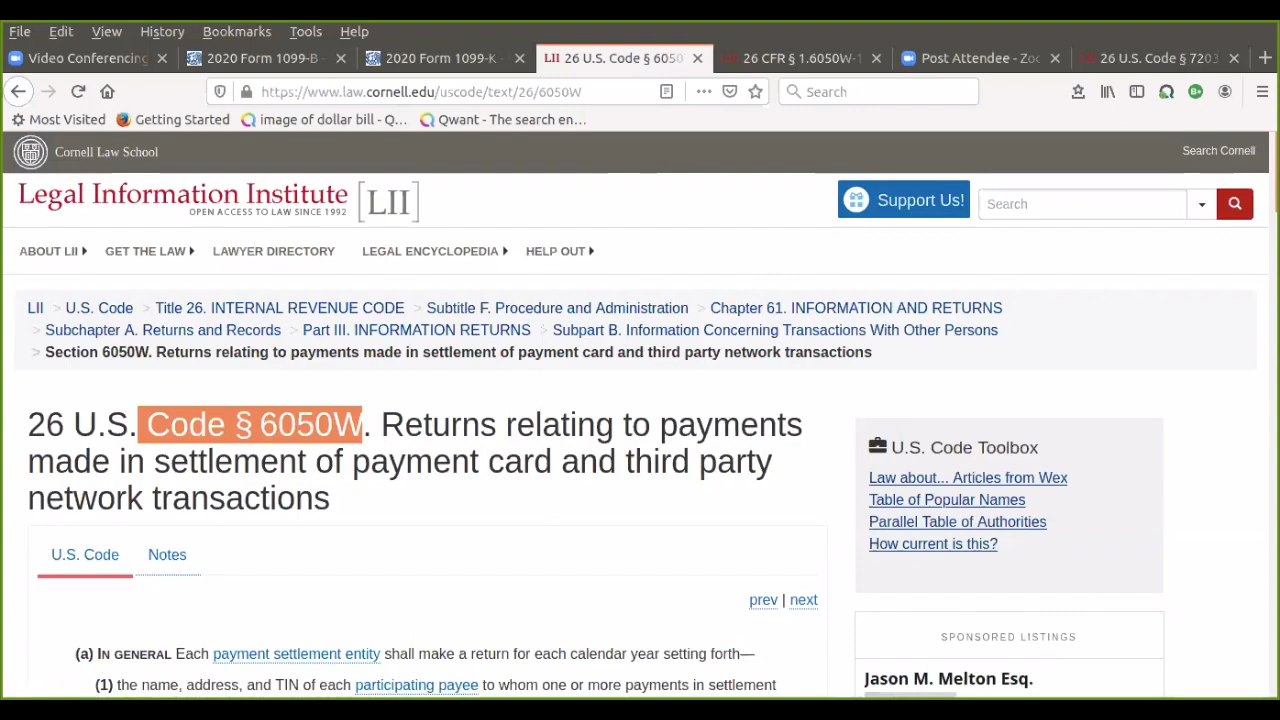 File Edit View History Bookmarks Tools Help
Video Conferencing 2020 Form 1099-B - 2020 Form 1099-K - LII 26 U.S. Code § 6050 26 CFR § 1.6050W-1 Post Attendee - Zoo 26 U.S. Code § 7203
https://www.law.cornell.edu/uscode/text/26/6050W Search
Most Visited Getting Started image of dollar bill - Q... Qwant - The search en...
Cornell Law School Search Cornell
Legal Information Institute [LII]
OPEN ACCESS TO LAW SINCE 1992
Support Us! Search
ABOUT LII GET THE LAW LAWYER DIRECTORY LEGAL ENCYCLOPEDIA HELP OUT
LII > U.S. Code > Title 26. INTERNAL REVENUE CODE > Subtitle F. Procedure and Administration > Chapter 61. INFORMATION AND RETURNS
> Subchapter A. Returns and Records > Part III. INFORMATION RETURNS > Subpart B. Information Concerning Transactions With Other Persons
> Section 6050W. Returns relating to payments made in settlement of payment card and third party network transactions
26 U.S. Code § 6050W. Returns relating to payments
made in settlement of payment card and third party
network transactions
U.S. Code Notes
prev | next
(a) IN GENERAL Each payment settlement entity shall make a return for each calendar year setting forth—
(1) the name, address, and TIN of each participating payee to whom one or more payments in settlement
U.S. Code Toolbox
Law about... Articles from Wex
Table of Popular Names
Parallel Table of Authorities
How current is this?
SPONSORED LISTINGS
Jason M. Melton Esq.